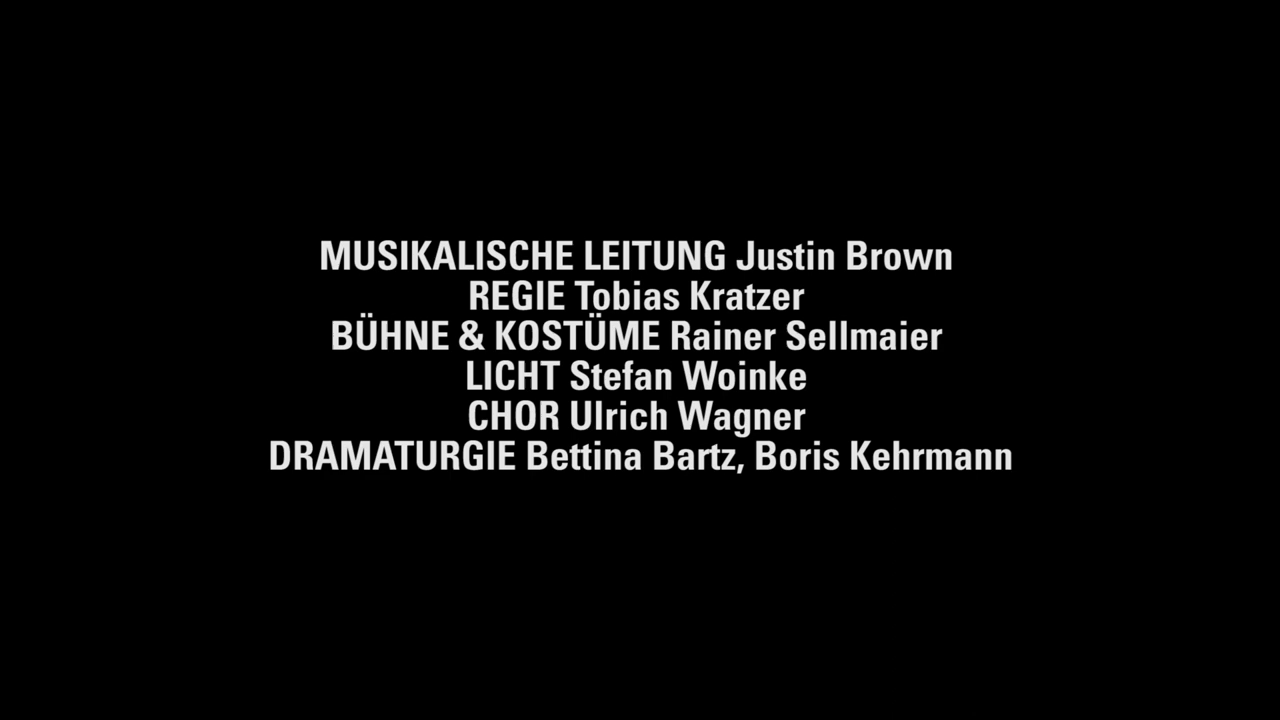 MUSIKALISCHE LEITUNG Justin Brown
REGIE Tobias Kratzer
BÜHNE & KOSTÜME Rainer Sellmaier
LICHT Stefan Woinke
CHOR Ulrich Wagner
DRAMATURGIE Bettina Bartz, Boris Kehrmann